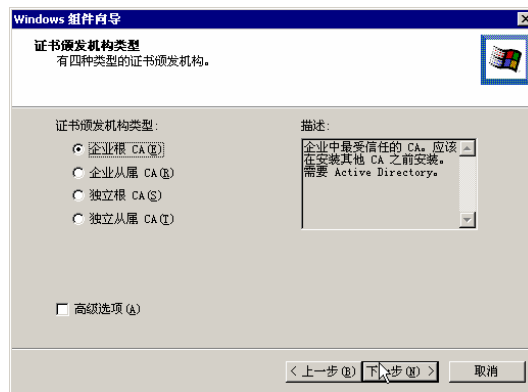 Windows 组件向导
证书颁发机构类型
有四种类型的证书颁发机构。
证书颁发机构类型:
企业根 CA(E)
企业从属 CA(R)
独立根 CA(S)
独立从属 CA(T)
描述:
企业中最受信任的 CA。应该
在安装其他 CA 之前安装。
需要 Active Directory。
高级选项(A)
< 上一步(B)
下一步(N) >
取消